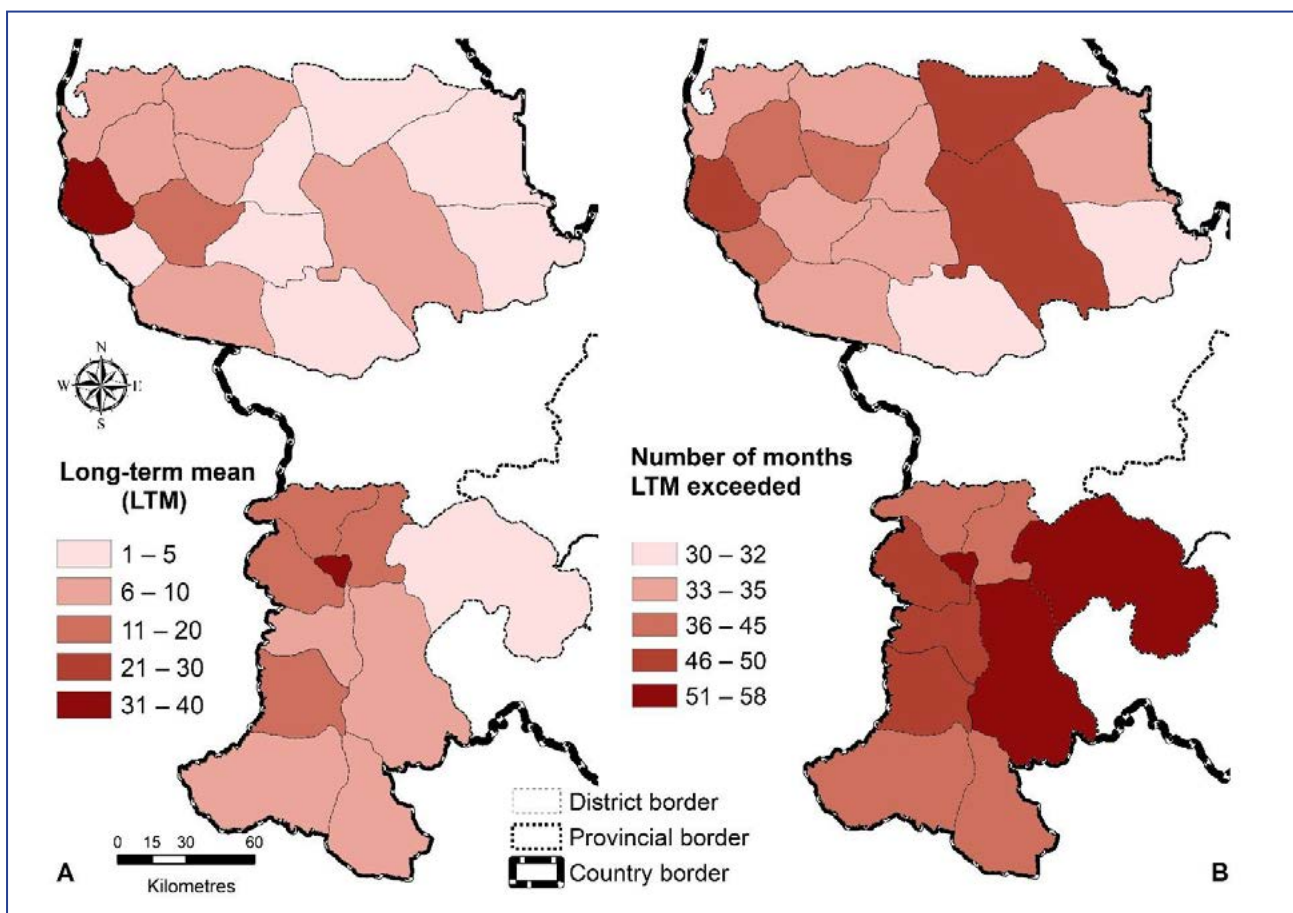 N
W E
S
Long-term mean
(LTM)
1 – 5
6 – 10
11 – 20
21 – 30
31 – 40
Number of months
LTM exceeded
30 – 32
33 – 35
36 – 45
46 – 50
51 – 58
District border
Provincial border
Country border
0 15 30 60
Kilometres
A
B